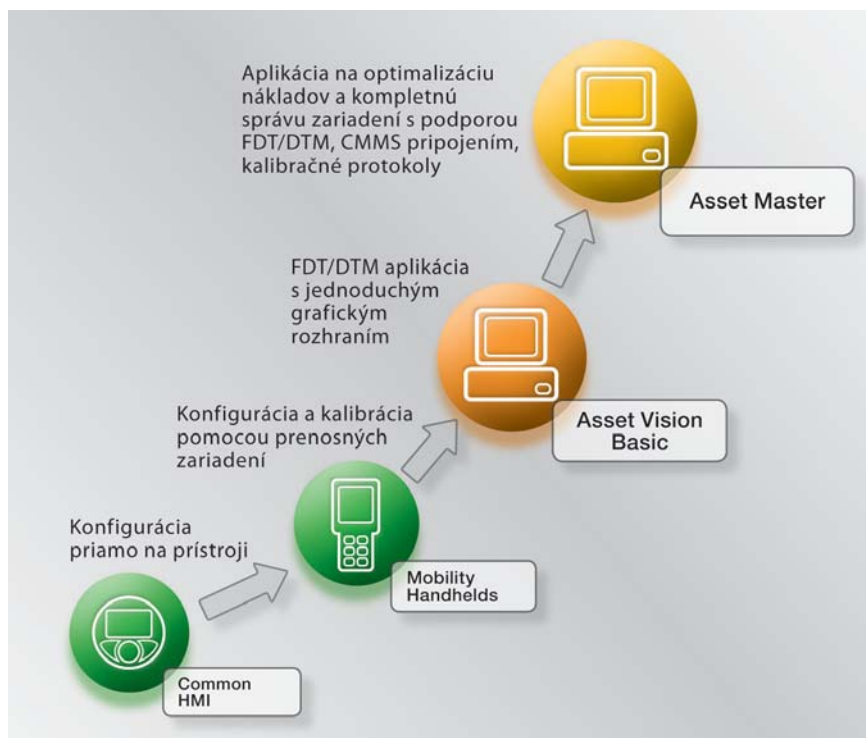 Aplikácia na optimalizáciu
nákladov a kompletnú
správu zariadení s podporou
FDT/DTM, CMMS pripojením,
kalibračné protokoly
Asset Master
FDT/DTM aplikácia
s jednoduchým
grafickým
rozhraním
Asset Vision
Basic
Konfigurácia a kalibrácia
pomocou prenosných
zariadení
Mobility
Handhelds
Konfigurácia
priamo na prístroji
Common
HMI